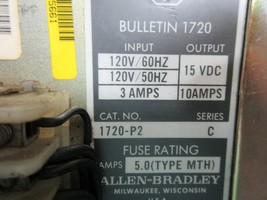 BULLETIN 1720
INPUT OUTPUT
120V/60HZ
120V/50HZ 15 VDC
3 AMPS 10AMPS
CAT. NO. SERIES
1720-P2 C
FUSE RATING
AMPS 5.0(TYPE MTH)
ALLEN-BRADLEY
MILWAUKEE, WISCONSIN
U.S.A.